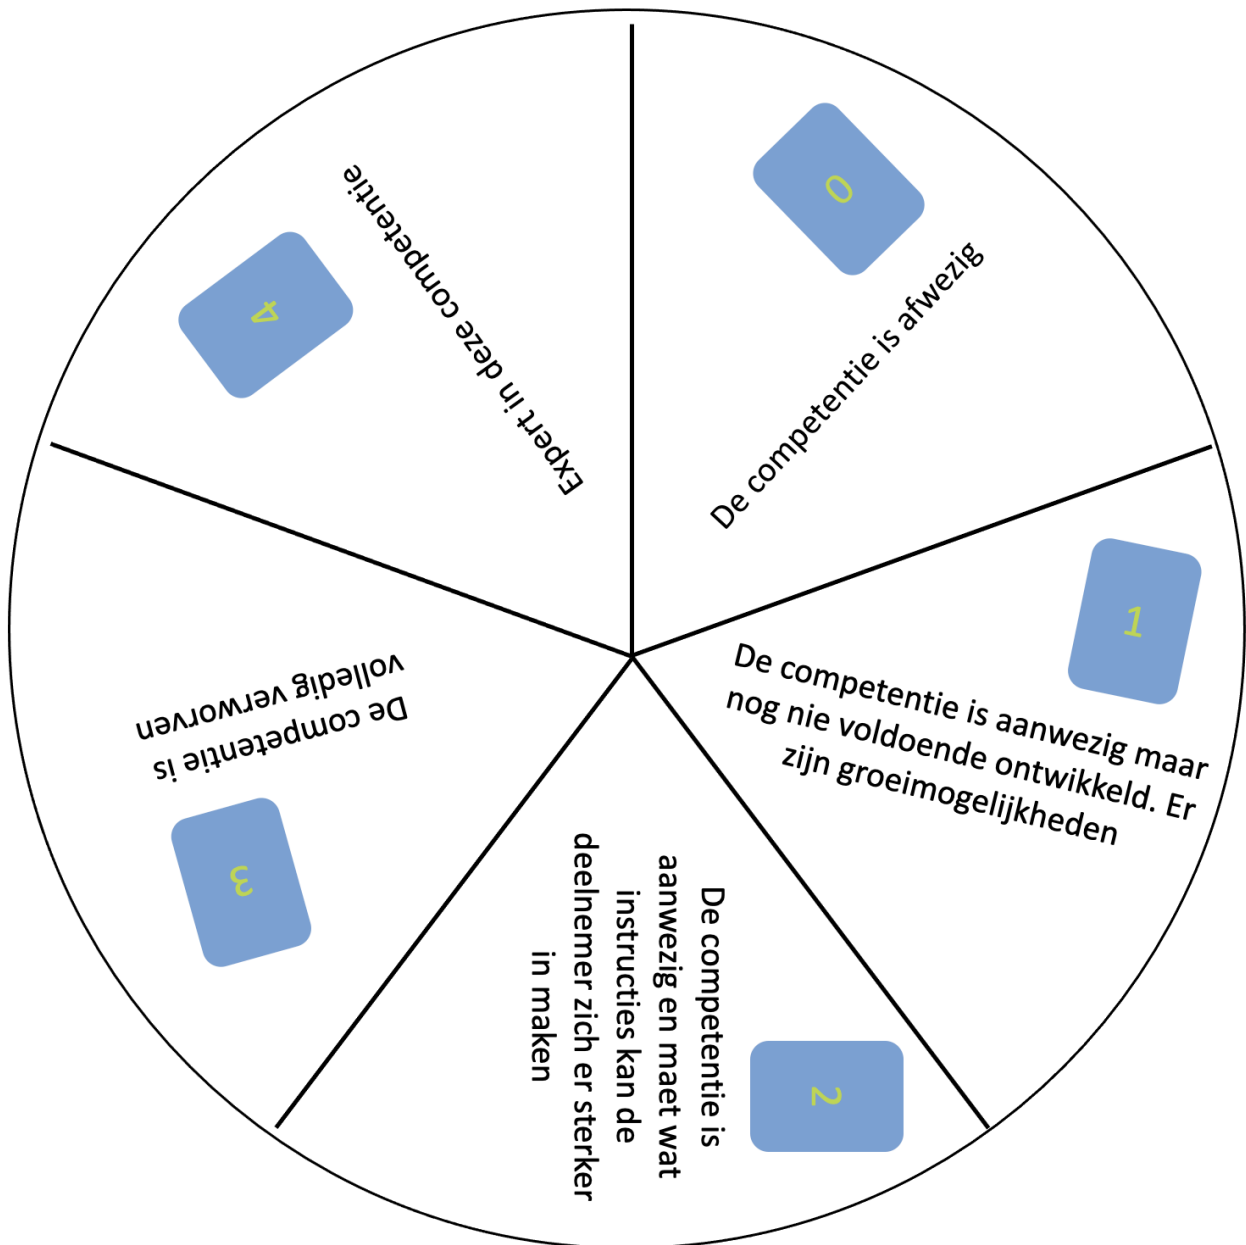 0
De competentie is afwezig
1
De competentie is aanwezig maar
nog nie voldoende ontwikkeld. Er
zijn groeimogelijkheden
2
De competentie is
aanwezig en maet wat
instructies kan de
deelnemer zich er sterker
in maken
3
De competentie is
volledig verworven
4
Expert in deze competentie